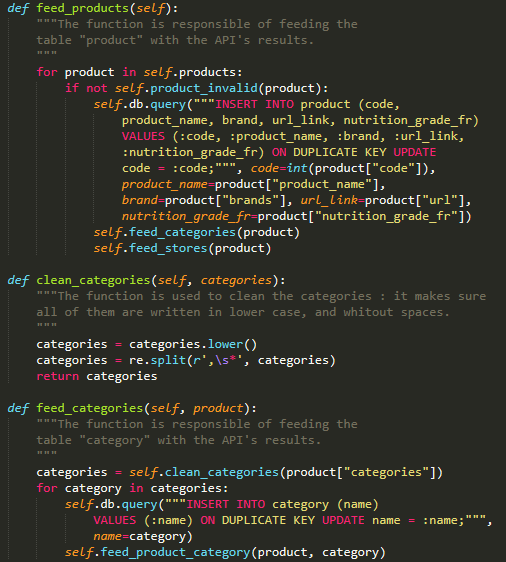 def feed_products(self):
    """The function is responsible of feeding the
    table "product" with the API's results.
    """
    for product in self.products:
        if not self.product_invalid(product):
            self.db.query("""INSERT INTO product (code,
                product_name, brand, url_link, nutrition_grade_fr)
                VALUES (:code, :product_name, :brand, :url_link,
                :nutrition_grade_fr) ON DUPLICATE KEY UPDATE
                code = :code;""", code=int(product["code"]),
                product_name=product["product_name"],
                brand=product["brands"], url_link=product["url"],
                nutrition_grade_fr=product["nutrition_grade_fr"])
            self.feed_categories(product)
            self.feed_stores(product)

def clean_categories(self, categories):
    """The function is used to clean the categories : it makes sure
    all of them are written in lower case, and whitout spaces.
    """
    categories = categories.lower()
    categories = re.split(r',\s*', categories)
    return categories

def feed_categories(self, product):
    """The function is responsible of feeding the
    table "category" with the API's results.
    """
    categories = self.clean_categories(product["categories"])
    for category in categories:
        self.db.query("""INSERT INTO category (name)
            VALUES (:name) ON DUPLICATE KEY UPDATE name = :name;""",
            name=category)
        self.feed_product_category(product, category)